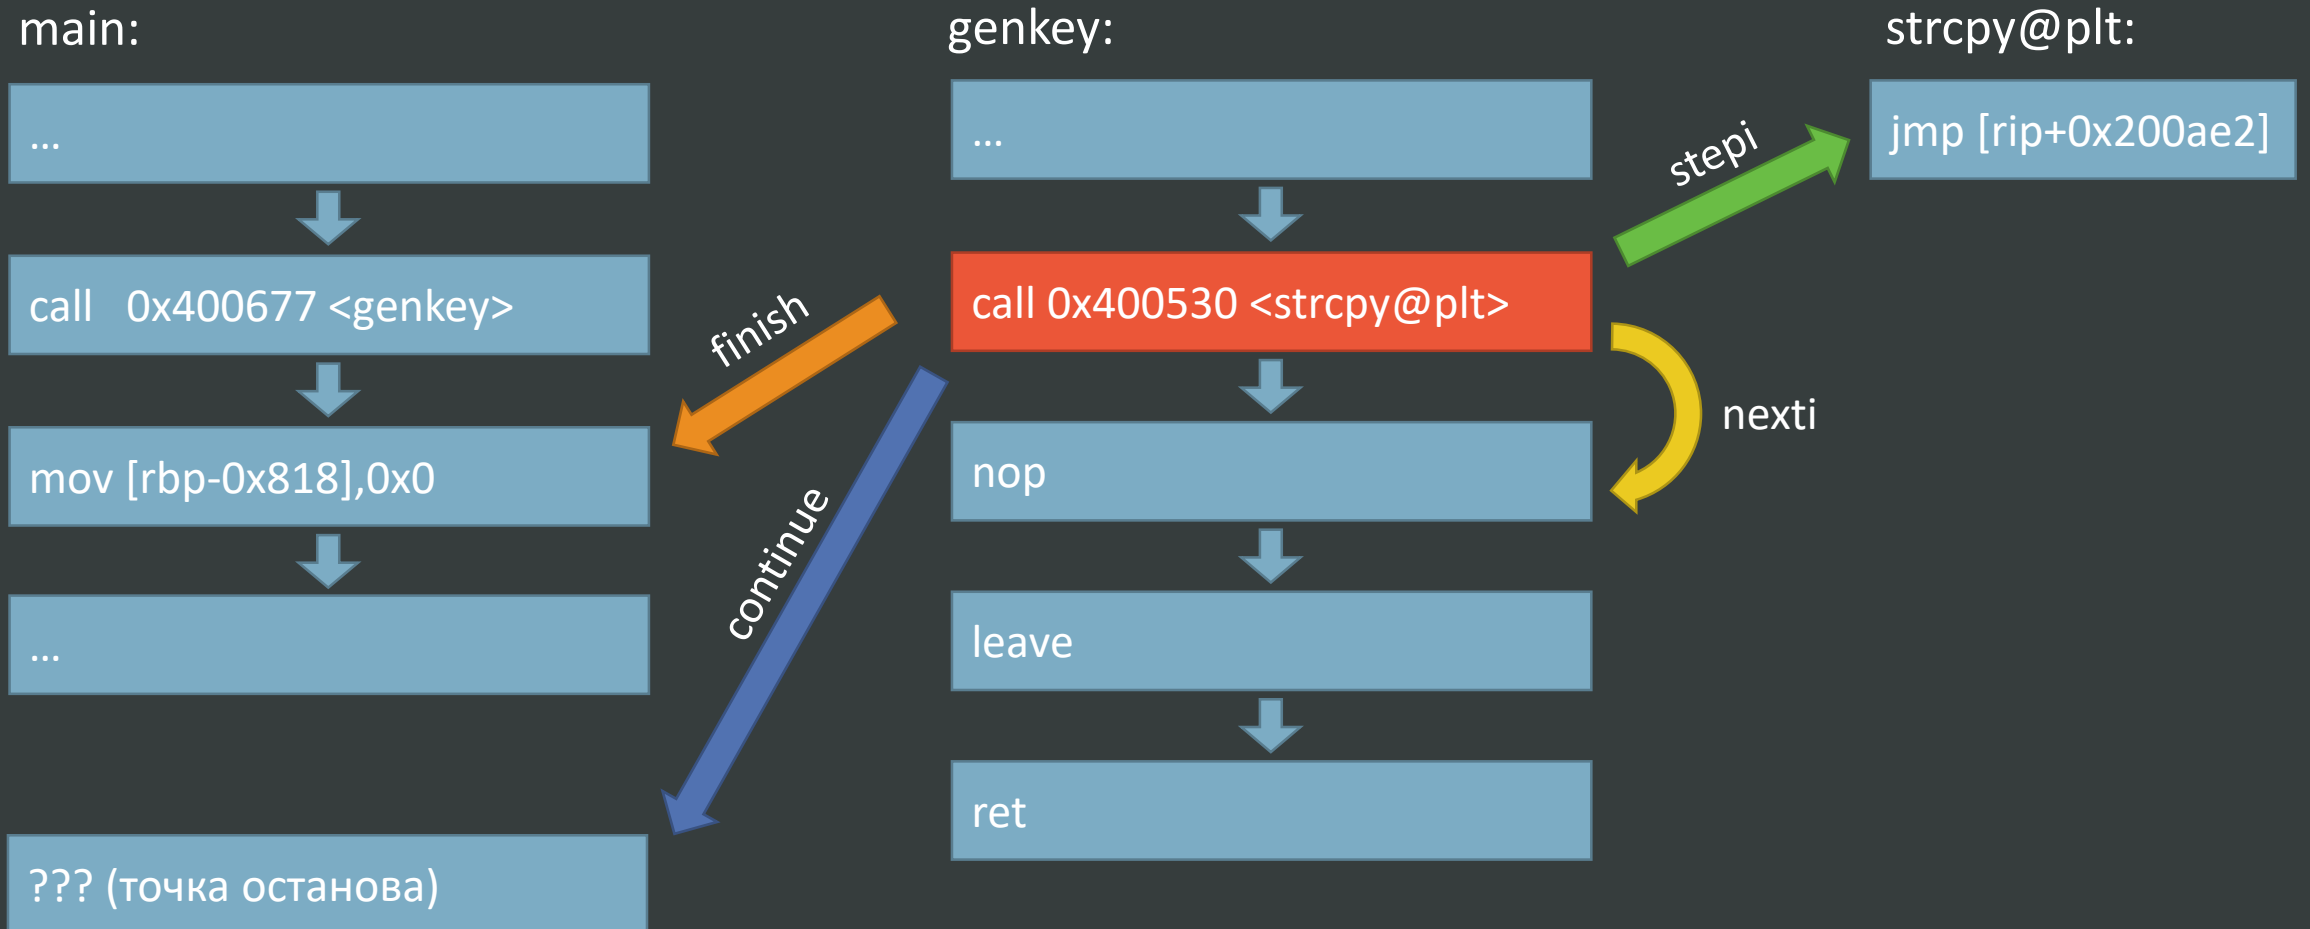 main:
...
call 0x400677 <genkey>
mov [rbp-0x818],0x0
...
??? (точка останова)
finish
continue
genkey:
...
call 0x400530 <strcpy@plt>
nop
leave
ret
stepi
nexti
strcpy@plt:
jmp [rip+0x200ae2]